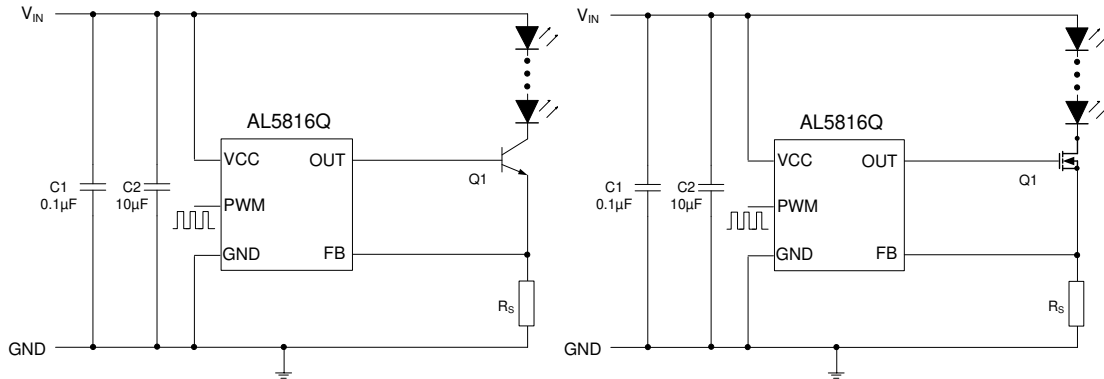 VIN
AL5816Q
VCC OUT
Q1
C1
0.1µF
C2
10µF
PWM
GND FB
RS
GND
VIN
AL5816Q
VCC OUT
Q1
C1
0.1µF
C2
10µF
PWM
GND FB
RS
GND